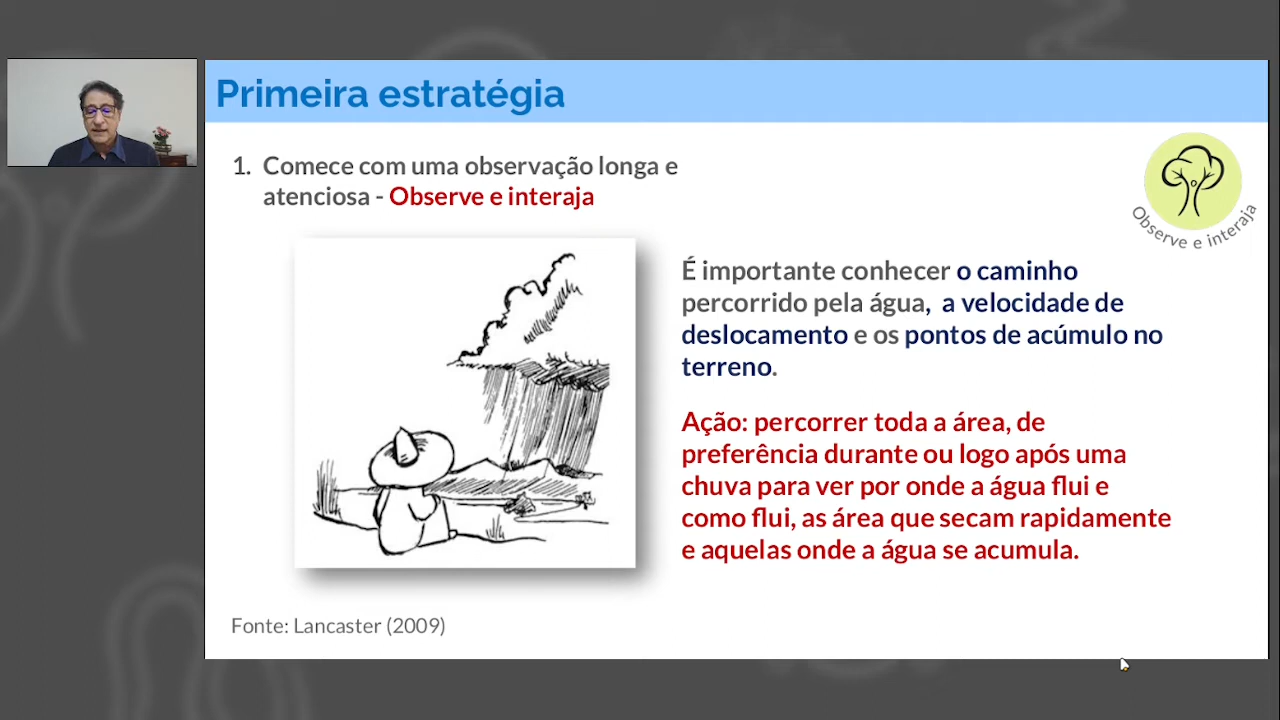 Primeira estratégia
1. Comece com uma observação longa e
atenciosa - Observe e interaja
Observe e interaja
É importante conhecer o caminho
percorrido pela água, a velocidade de
deslocamento e os pontos de acúmulo no
terreno.
Ação: percorrer toda a área, de
preferência durante ou logo após uma
chuva para ver por onde a água flui e
como flui, as área que secam rapidamente
e aquelas onde a água se acumula.
Fonte: Lancaster (2009)